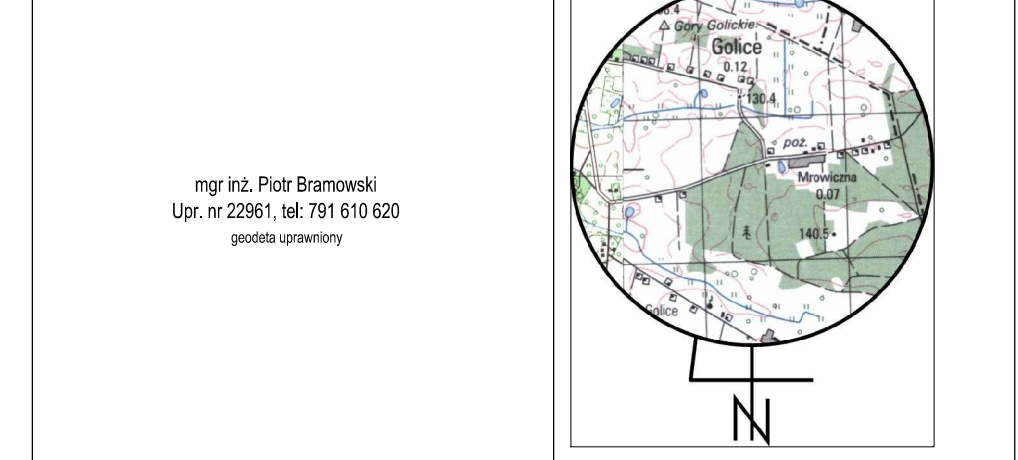 mgr inż. Piotr Bramowski
Upr. nr 22961, tel: 791 610 620
geodeta uprawniony
Góry Golickie
Golice
0.12
130.4
poż.
Mrowiczna
0.07
140.5
Golice
N